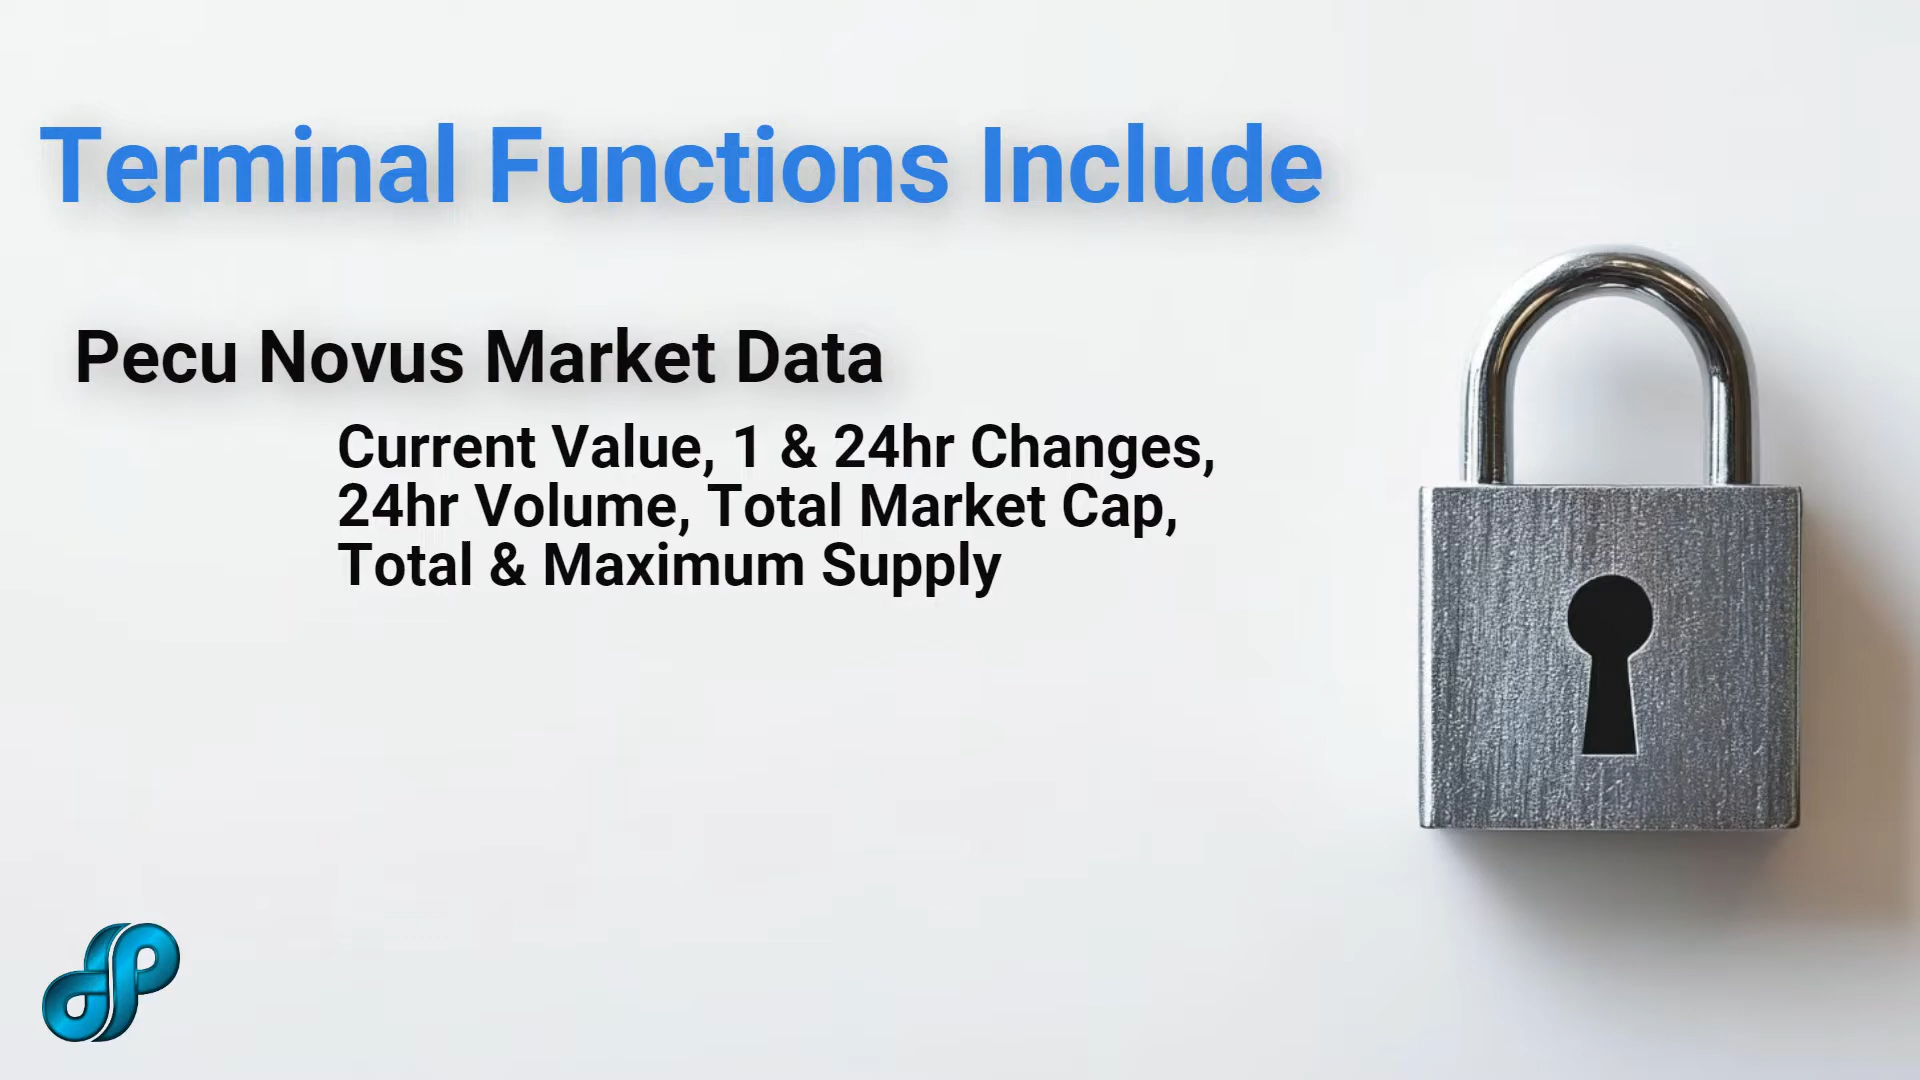 Terminal Functions Include
Pecu Novus Market Data
Current Value, 1 & 24hr Changes,
24hr Volume, Total Market Cap,
Total & Maximum Supply